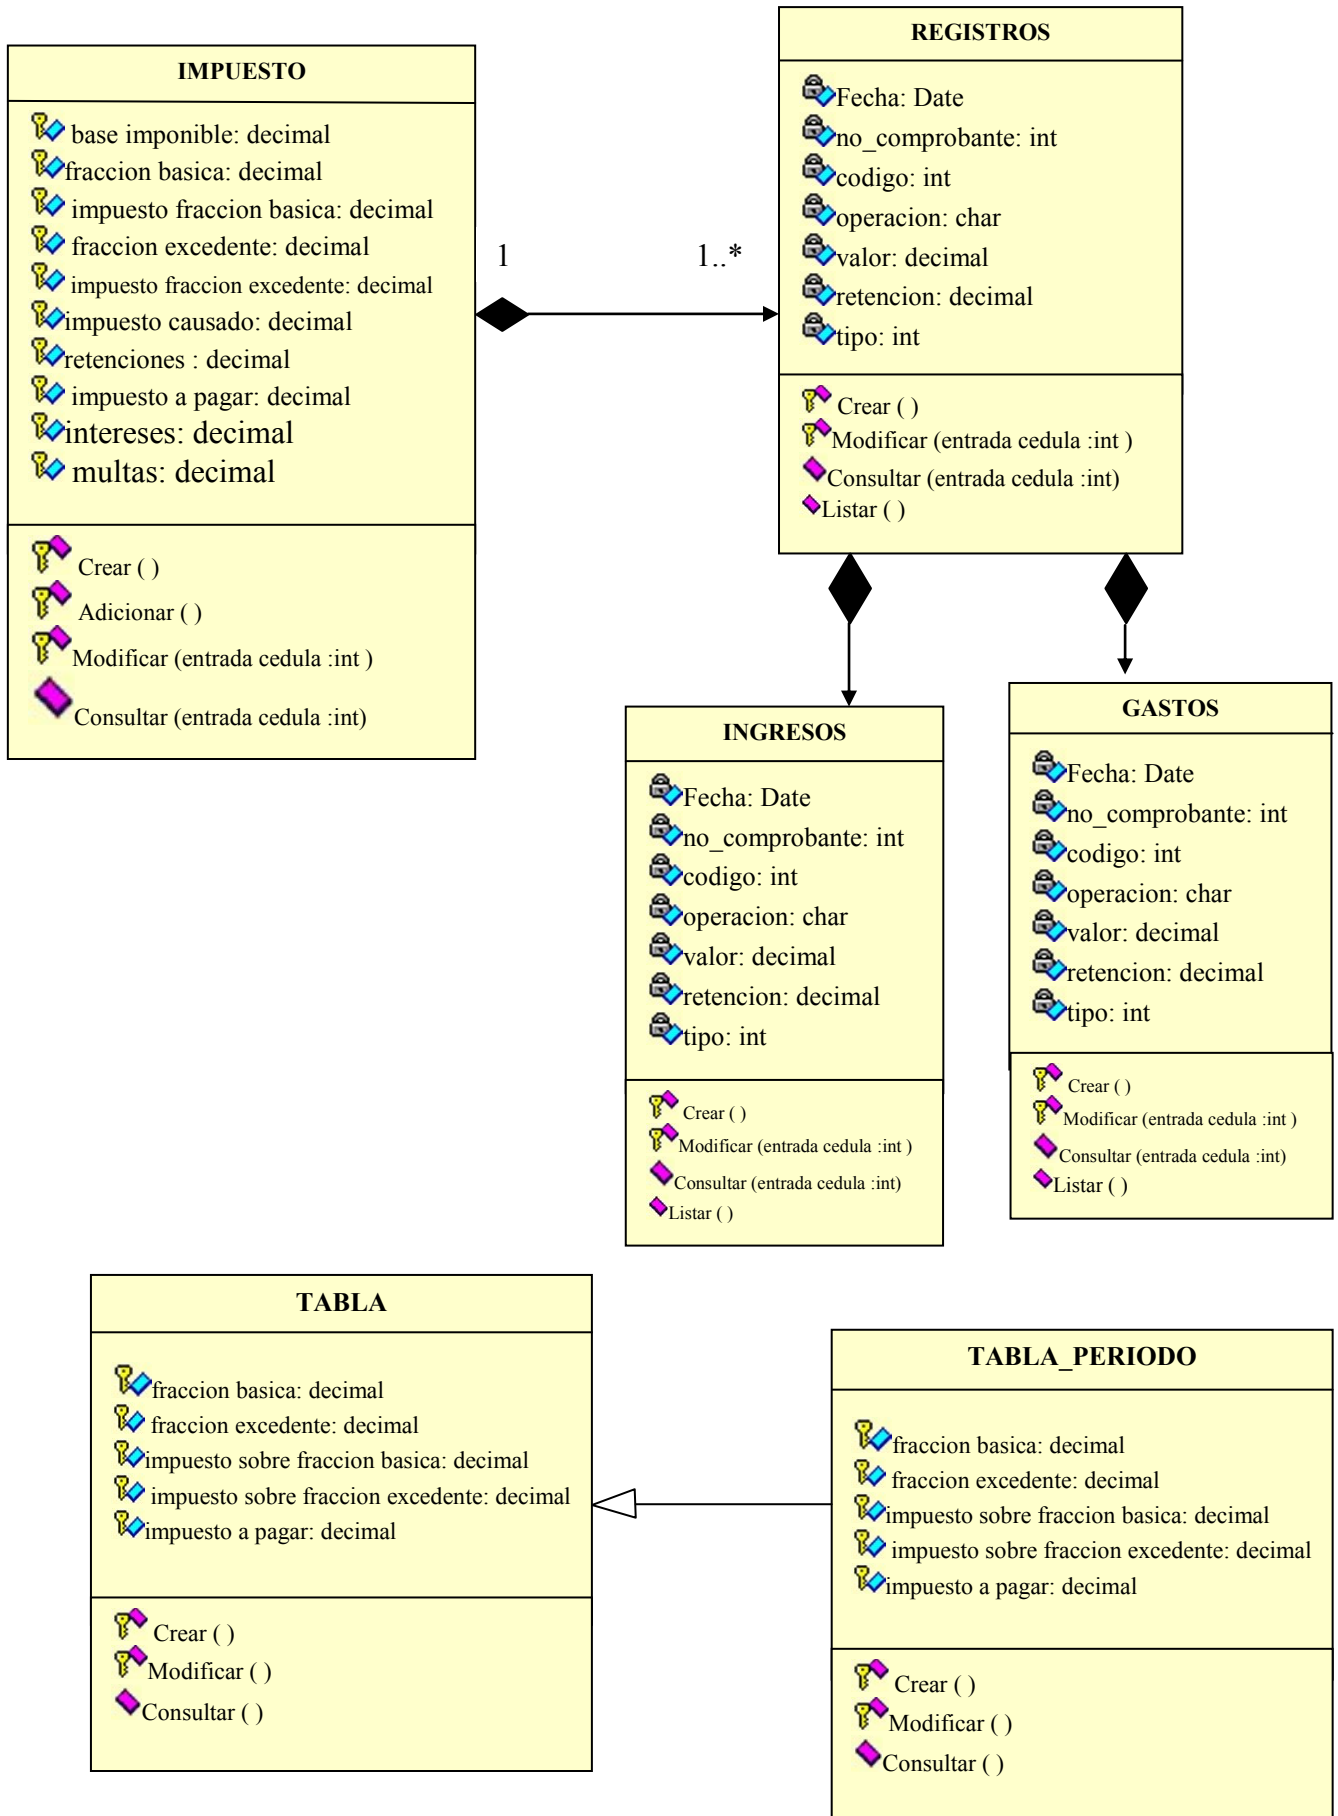 IMPUESTO
base imponible: decimal
fraccion basica: decimal
impuesto fraccion basica: decimal
fraccion excedente: decimal
impuesto fraccion excedente: decimal
impuesto causado: decimal
retenciones : decimal
impuesto a pagar: decimal
intereses: decimal
multas: decimal
Crear ( )
Adicionar ( )
Modificar (entrada cedula :int )
Consultar (entrada cedula :int)
1
1..*
REGISTROS
Fecha: Date
no_comprobante: int
codigo: int
operacion: char
valor: decimal
retencion: decimal
tipo: int
Crear ( )
Modificar (entrada cedula :int )
Consultar (entrada cedula :int)
Listar ( )
INGRESOS
Fecha: Date
no_comprobante: int
codigo: int
operacion: char
valor: decimal
retencion: decimal
tipo: int
Crear ( )
Modificar (entrada cedula :int )
Consultar (entrada cedula :int)
Listar ( )
GASTOS
Fecha: Date
no_comprobante: int
codigo: int
operacion: char
valor: decimal
retencion: decimal
tipo: int
Crear ( )
Modificar (entrada cedula :int )
Consultar (entrada cedula :int)
Listar ( )
TABLA
fraccion basica: decimal
fraccion excedente: decimal
impuesto sobre fraccion basica: decimal
impuesto sobre fraccion excedente: decimal
impuesto a pagar: decimal
Crear ( )
Modificar ( )
Consultar ( )
TABLA_PERIODO
fraccion basica: decimal
fraccion excedente: decimal
impuesto sobre fraccion basica: decimal
impuesto sobre fraccion excedente: decimal
impuesto a pagar: decimal
Crear ( )
Modificar ( )
Consultar ( )